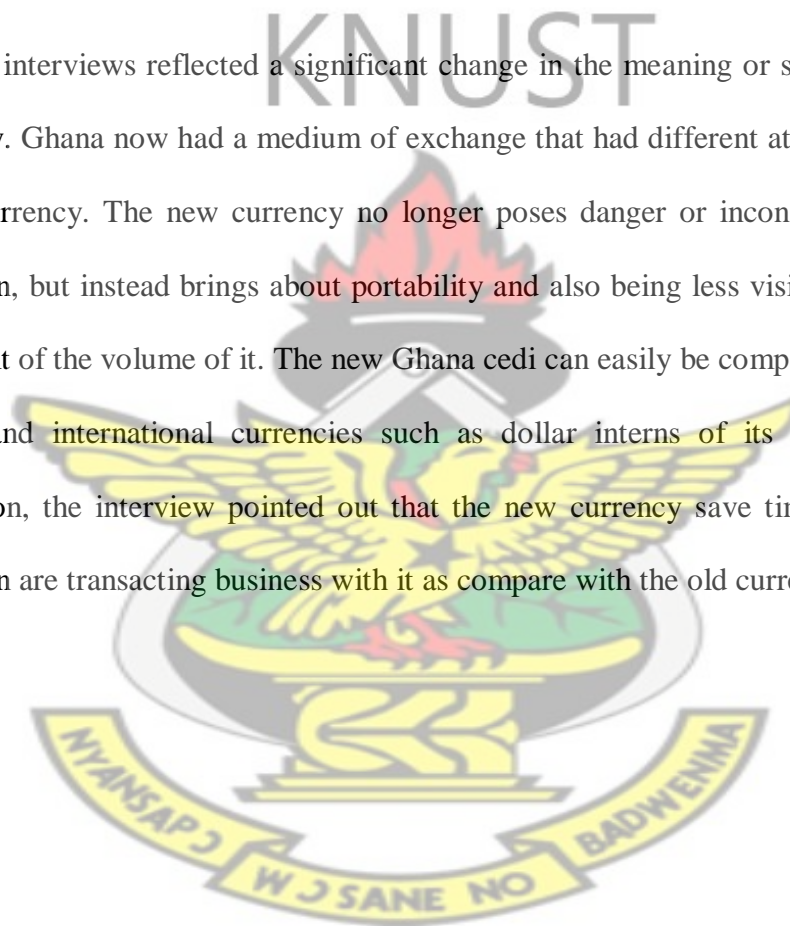 KNUST
interviews reflected a significant change in the meaning or s
y. Ghana now had a medium of exchange that had different at
rrency. The new currency no longer poses danger or incon
n, but instead brings about portability and also being less visi
t of the volume of it. The new Ghana cedi can easily be comp
nd international currencies such as dollar interns of its
on, the interview pointed out that the new currency save tir
n are transacting business with it as compare with the old curre
NYANSAPƆ WƆSANE NO BADWENMA